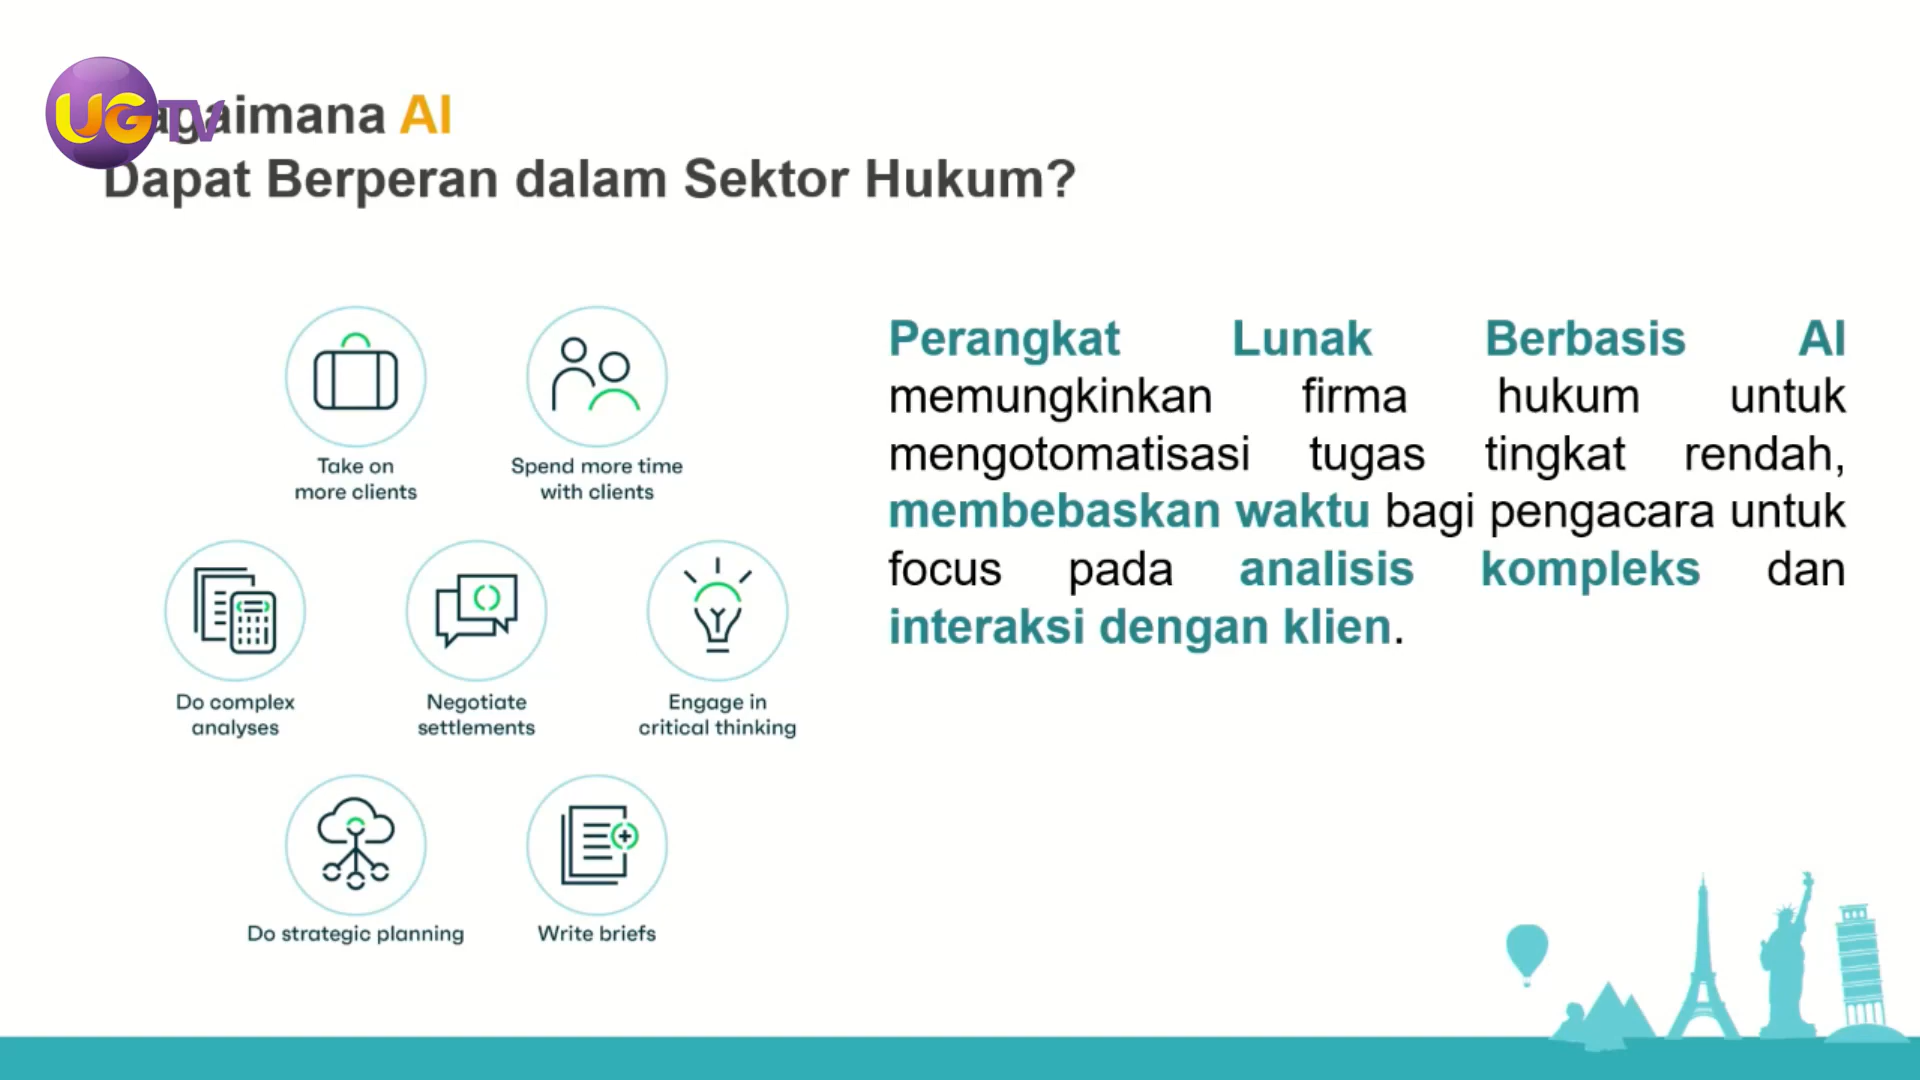 UGTV
Bagaimana AI
Dapat Berperan dalam Sektor Hukum?
Take on
more clients
Spend more time
with clients
Do complex
analyses
Negotiate
settlements
Engage in
critical thinking
Do strategic planning
Write briefs
Perangkat Lunak Berbasis AI
memungkinkan firma hukum untuk
mengotomatisasi tugas tingkat rendah,
membebaskan waktu bagi pengacara untuk
focus pada analisis kompleks dan
interaksi dengan klien.